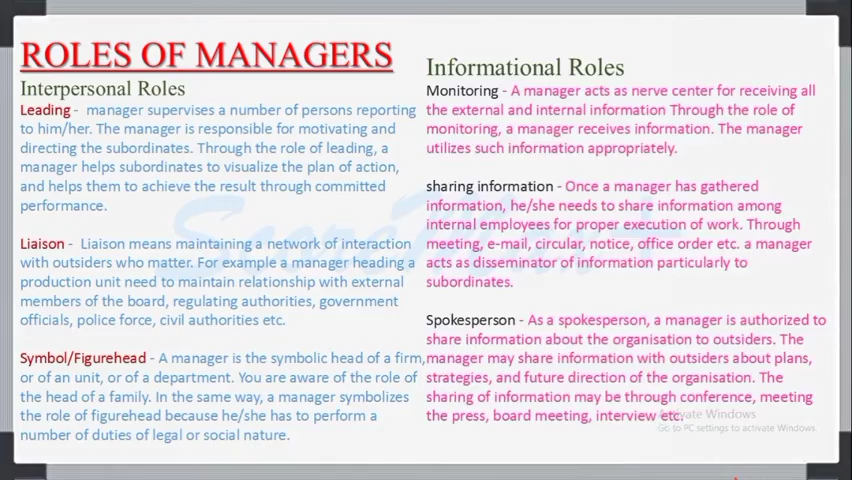 ROLES OF MANAGERS
Interpersonal Roles
Leading - manager supervises a number of persons reporting
to him/her. The manager is responsible for motivating and
directing the subordinates. Through the role of leading, a
manager helps subordinates to visualize the plan of action,
and helps them to achieve the result through committed
performance.
Liaison - Liaison means maintaining a network of interaction
with outsiders who matter. For example a manager heading a
production unit need to maintain relationship with external
members of the board, regulating authorities, government
officials, police force, civil authorities etc.
Symbol/Figurehead - A manager is the symbolic head of a firm,
or of an unit, or of a department. You are aware of the role of
the head of a family. In the same way, a manager symbolizes
the role of figurehead because he/she has to perform a
number of duties of legal or social nature.
Informational Roles
Monitoring - A manager acts as nerve center for receiving all
the external and internal information Through the role of
monitoring, a manager receives information. The manager
utilizes such information appropriately.
sharing information - Once a manager has gathered
information, he/she needs to share information among
internal employees for proper execution of work. Through
meeting, e-mail, circular, notice, office order etc. a manager
acts as disseminator of information particularly to
subordinates.
Spokesperson - As a spokesperson, a manager is authorized to
share information about the organisation to outsiders. The
manager may share information with outsiders about plans,
strategies, and future direction of the organisation. The
sharing of information may be through conference, meeting
the press, board meeting, interview etc.
Activate Windows
Go to PC settings to activate Windows.